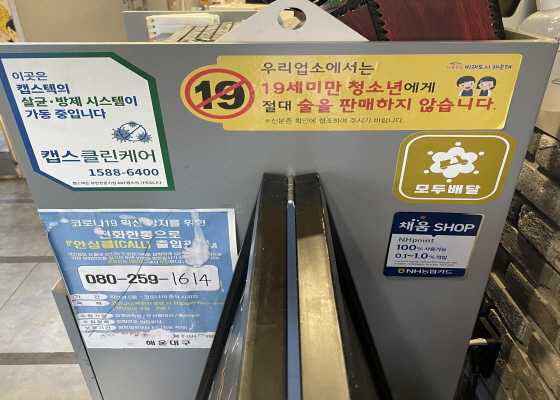 이곳은
캡스텍의
살균·방제 시스템이
가동 중입니다
캡스클린케어
1588-6400
19
우리업소에서는
19세미만 청소년에게
절대 술을 판매하지 않습니다.
※신분증 확인에 협조하여 주시기 바랍니다.
미래도시 해운대
모두배달
채움 SHOP
NHpoint
100% 사용가능
0.1~1.0% 적립
NH농협카드
코로나19 확산 방지를 위한
전화한통으로
『안심콜(CALL) 출입관
080-259-1614
해운대구